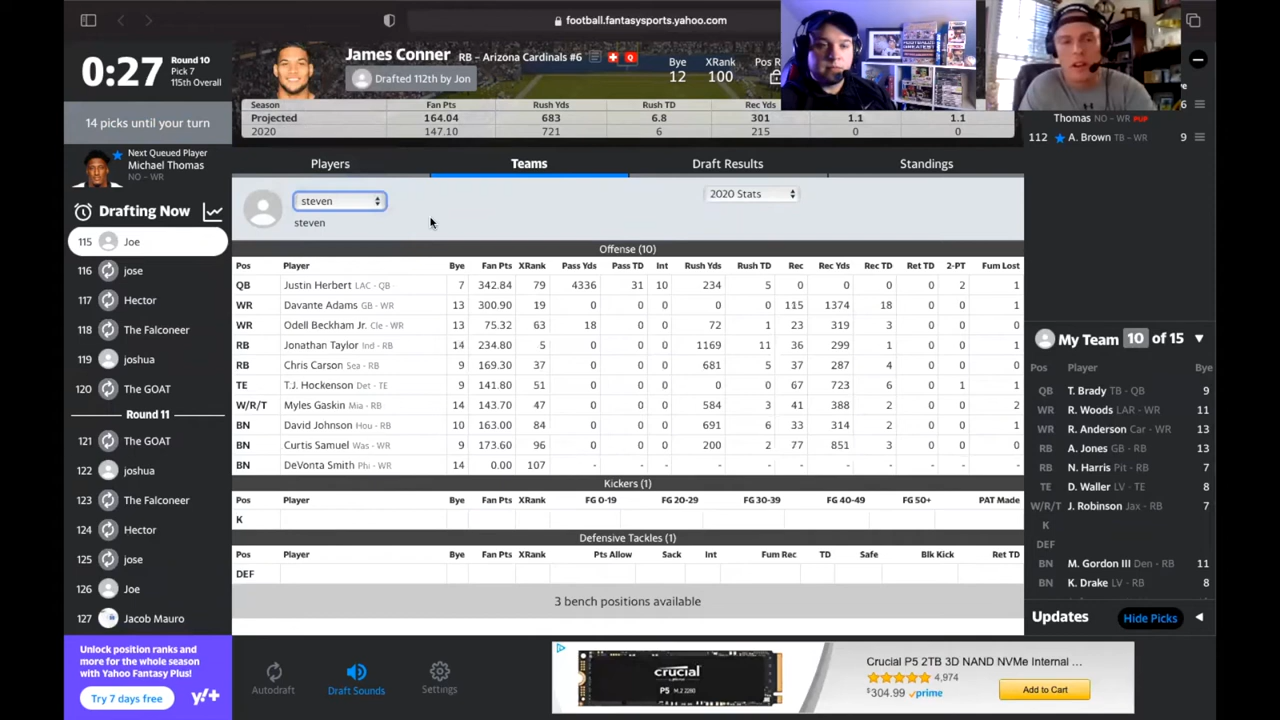 football.fantasysports.yahoo.com
0:27
Round 10
Pick 7
115th Overall
James Conner RB - Arizona Cardinals #6 Q
Drafted 112th by Jon
Bye XRank Pos R
12 100
Season Fan Pts Rush Yds Rush TD Rec Yds
Projected 164.04 683 6.8 301 1.1 1.1
2020 147.10 721 6 215 0 0
14 picks until your turn
Next Queued Player
Michael Thomas
NO - WR
Drafting Now
115 Joe
116 jose
117 Hector
118 The Falconeer
119 joshua
120 The GOAT
Round 11
121 The GOAT
122 joshua
123 The Falconeer
124 Hector
125 jose
126 Joe
127 Jacob Mauro
Unlock position ranks and
more for the whole season
with Yahoo Fantasy Plus!
Try 7 days free y!+
Players Teams Draft Results Standings
steven 2020 Stats
steven
Offense (10)
Pos Player Bye Fan Pts XRank Pass Yds Pass TD Int Rush Yds Rush TD Rec Rec Yds Rec TD Ret TD 2-PT Fum Lost
QB Justin Herbert LAC - QB 7 342.84 79 4336 31 10 234 5 0 0 0 0 2 1
WR Davante Adams GB - WR 13 300.90 19 0 0 0 0 0 115 1374 18 0 0 1
WR Odell Beckham Jr. Cle - WR 13 75.32 63 18 0 0 72 1 23 319 3 0 0 0
RB Jonathan Taylor Ind - RB 14 234.80 5 0 0 0 1169 11 36 299 1 0 0 1
RB Chris Carson Sea - RB 9 169.30 37 0 0 0 681 5 37 287 4 0 0 0
TE T.J. Hockenson Det - TE 9 141.80 51 0 0 0 0 0 67 723 6 0 1 1
W/R/T Myles Gaskin Mia - RB 14 143.70 47 0 0 0 584 3 41 388 2 0 0 2
BN David Johnson Hou - RB 10 163.00 84 0 0 0 691 6 33 314 2 0 0 1
BN Curtis Samuel Was - WR 9 173.60 96 0 0 0 200 2 77 851 3 0 0 0
BN DeVonta Smith Phi - WR 14 0.00 107 - - - - - - - - - - -
Kickers (1)
Pos Player Bye Fan Pts XRank FG 0-19 FG 20-29 FG 30-39 FG 40-49 FG 50+ PAT Made
K
Defensive Tackles (1)
Pos Player Bye Fan Pts XRank Pts Allow Sack Int Fum Rec TD Safe Blk Kick Ret TD
DEF
3 bench positions available
6
Thomas NO - WR PUP
112 A. Brown TB - WR 9
My Team 10 of 15
Pos Player Bye
QB T. Brady TB - QB 9
WR R. Woods LAR - WR 11
WR R. Anderson Car - WR 13
RB A. Jones GB - RB 13
RB N. Harris Pit - RB 7
TE D. Waller LV - TE 8
W/R/T J. Robinson Jax - RB 7
K
DEF
BN M. Gordon III Den - RB 11
BN K. Drake LV - RB 8
Updates Hide Picks
Autodraft Draft Sounds Settings
crucial
P5 M.2 2280
Crucial P5 2TB 3D NAND NVMe Internal ...
4,974
$304.99 prime
Add to Cart